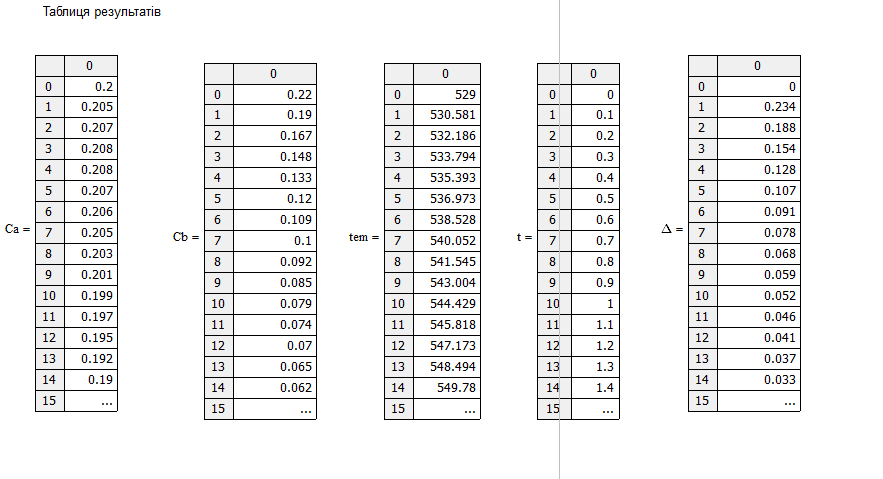 Таблиця результатів
0 0 0 0 0
0 0.2 0 0.22 0 529 0 0 0 0
1 0.205 1 0.19 1 530.581 1 0.1 1 0.234
2 0.207 2 0.167 2 532.186 2 0.2 2 0.188
3 0.208 3 0.148 3 533.794 3 0.3 3 0.154
4 0.208 4 0.133 4 535.393 4 0.4 4 0.128
5 0.207 5 0.12 5 536.973 5 0.5 5 0.107
6 0.206 6 0.109 6 538.528 6 0.6 6 0.091
Ca = 7 0.205 Cb = 7 0.1 tem = 7 540.052 t = 7 0.7 Δ = 7 0.078
8 0.203 8 0.092 8 541.545 8 0.8 8 0.068
9 0.201 9 0.085 9 543.004 9 0.9 9 0.059
10 0.199 10 0.079 10 544.429 10 1 10 0.052
11 0.197 11 0.074 11 545.818 11 1.1 11 0.046
12 0.195 12 0.07 12 547.173 12 1.2 12 0.041
13 0.192 13 0.065 13 548.494 13 1.3 13 0.037
14 0.19 14 0.062 14 549.78 14 1.4 14 0.033
15 ... 15 ... 15 ... 15 ... 15 ...